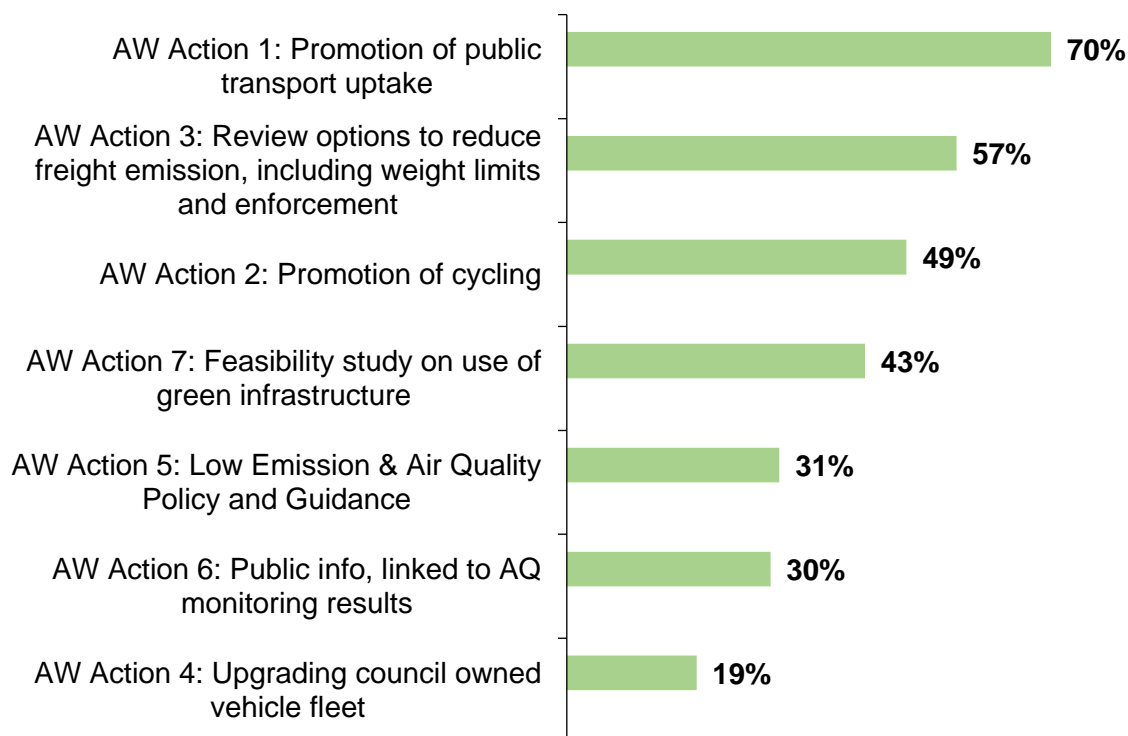 AW Action 1: Promotion of public
transport uptake
70%
AW Action 3: Review options to reduce
freight emission, including weight limits
and enforcement
57%
AW Action 2: Promotion of cycling
49%
AW Action 7: Feasibility study on use of
green infrastructure
43%
AW Action 5: Low Emission & Air Quality
Policy and Guidance
31%
AW Action 6: Public info, linked to AQ
monitoring results
30%
AW Action 4: Upgrading council owned
vehicle fleet
19%